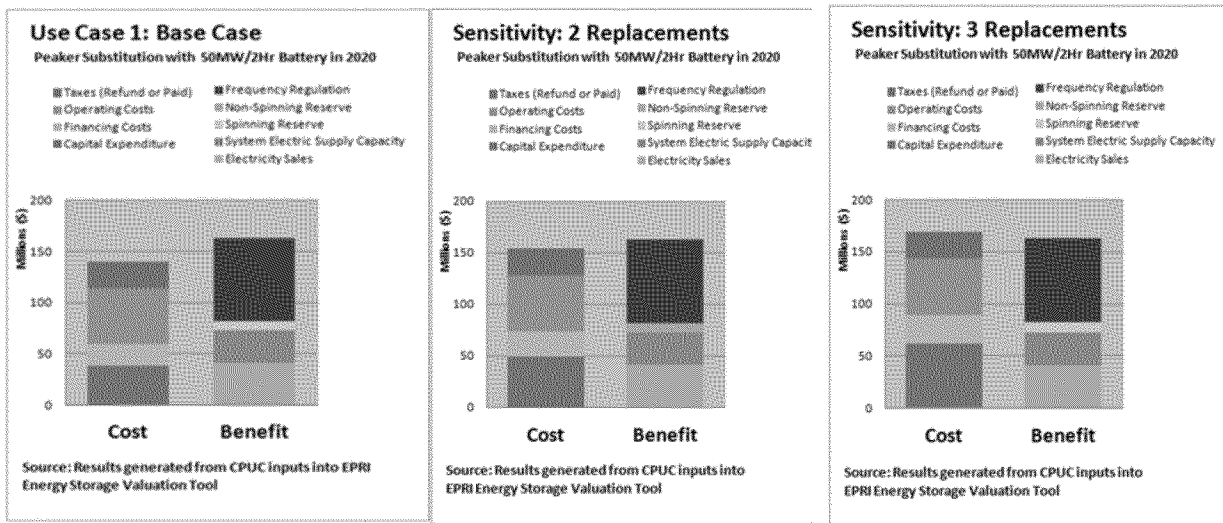 Use Case 1: Base Case
Peaker Substitution with 50MW/2Hr Battery in 2020
Taxes (Refund or Paid)
Operating Costs
Financing Costs
Capital Expenditure
Frequency Regulation
Non-Spinning Reserve
Spinning Reserve
System Electric Supply Capacity
Electricity Sales
Millions ($)
200
150
100
50
0
Cost
Benefit
Source: Results generated from CPUC inputs into EPRI
Energy Storage Valuation Tool
Sensitivity: 2 Replacements
Peaker Substitution with 50MW/2Hr Battery in 2020
Taxes (Refund or Paid)
Operating Costs
Financing Costs
Capital Expenditure
Frequency Regulation
Non-Spinning Reserve
Spinning Reserve
System Electric Supply Capacit
Electricity Sales
Millions ($)
200
150
100
50
0
Cost
Benefit
Source: Results generated from CPUC inputs into
EPRI Energy Storage Valuation Tool
Sensitivity: 3 Replacements
Peaker Substitution with 50MW/2Hr Battery in 2020
Taxes (Refund or Paid)
Operating Costs
Financing Costs
Capital Expenditure
Frequency Regulation
Non-Spinning Reserve
Spinning Reserve
System Electric Supply Capacity
Electricity Sales
Millions ($)
200
150
100
50
0
Cost
Benefit
Source: Results generated from CPUC inputs into
EPRI Energy Storage Valuation Tool